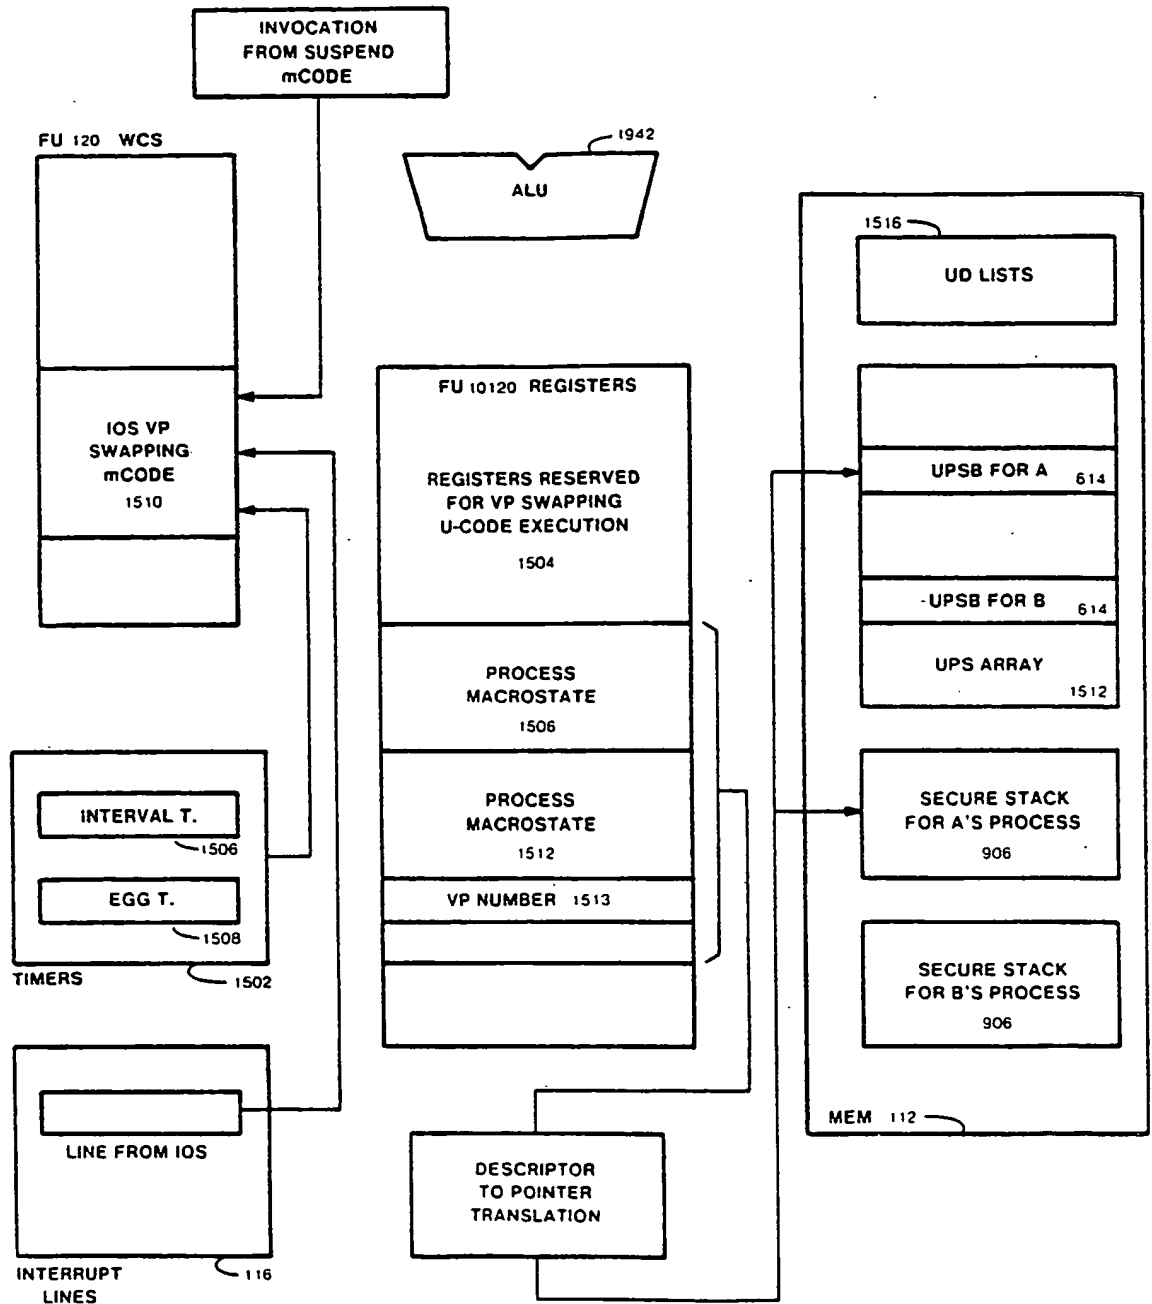 INVOCATION
FROM SUSPEND
mCODE
FU 120 WCS
IOS VP
SWAPPING
mCODE
1510
1942
ALU
FU 10120 REGISTERS
REGISTERS RESERVED
FOR VP SWAPPING
U-CODE EXECUTION
1504
PROCESS
MACROSTATE
1506
PROCESS
MACROSTATE
1512
VP NUMBER 1513
INTERVAL T.
1506
EGG T.
1508
TIMERS
1502
LINE FROM IOS
INTERRUPT
LINES
116
DESCRIPTOR
TO POINTER
TRANSLATION
1516
UD LISTS
UPSB FOR A
614
UPSB FOR B
614
UPS ARRAY
1512
SECURE STACK
FOR A'S PROCESS
906
SECURE STACK
FOR B'S PROCESS
906
MEM 112